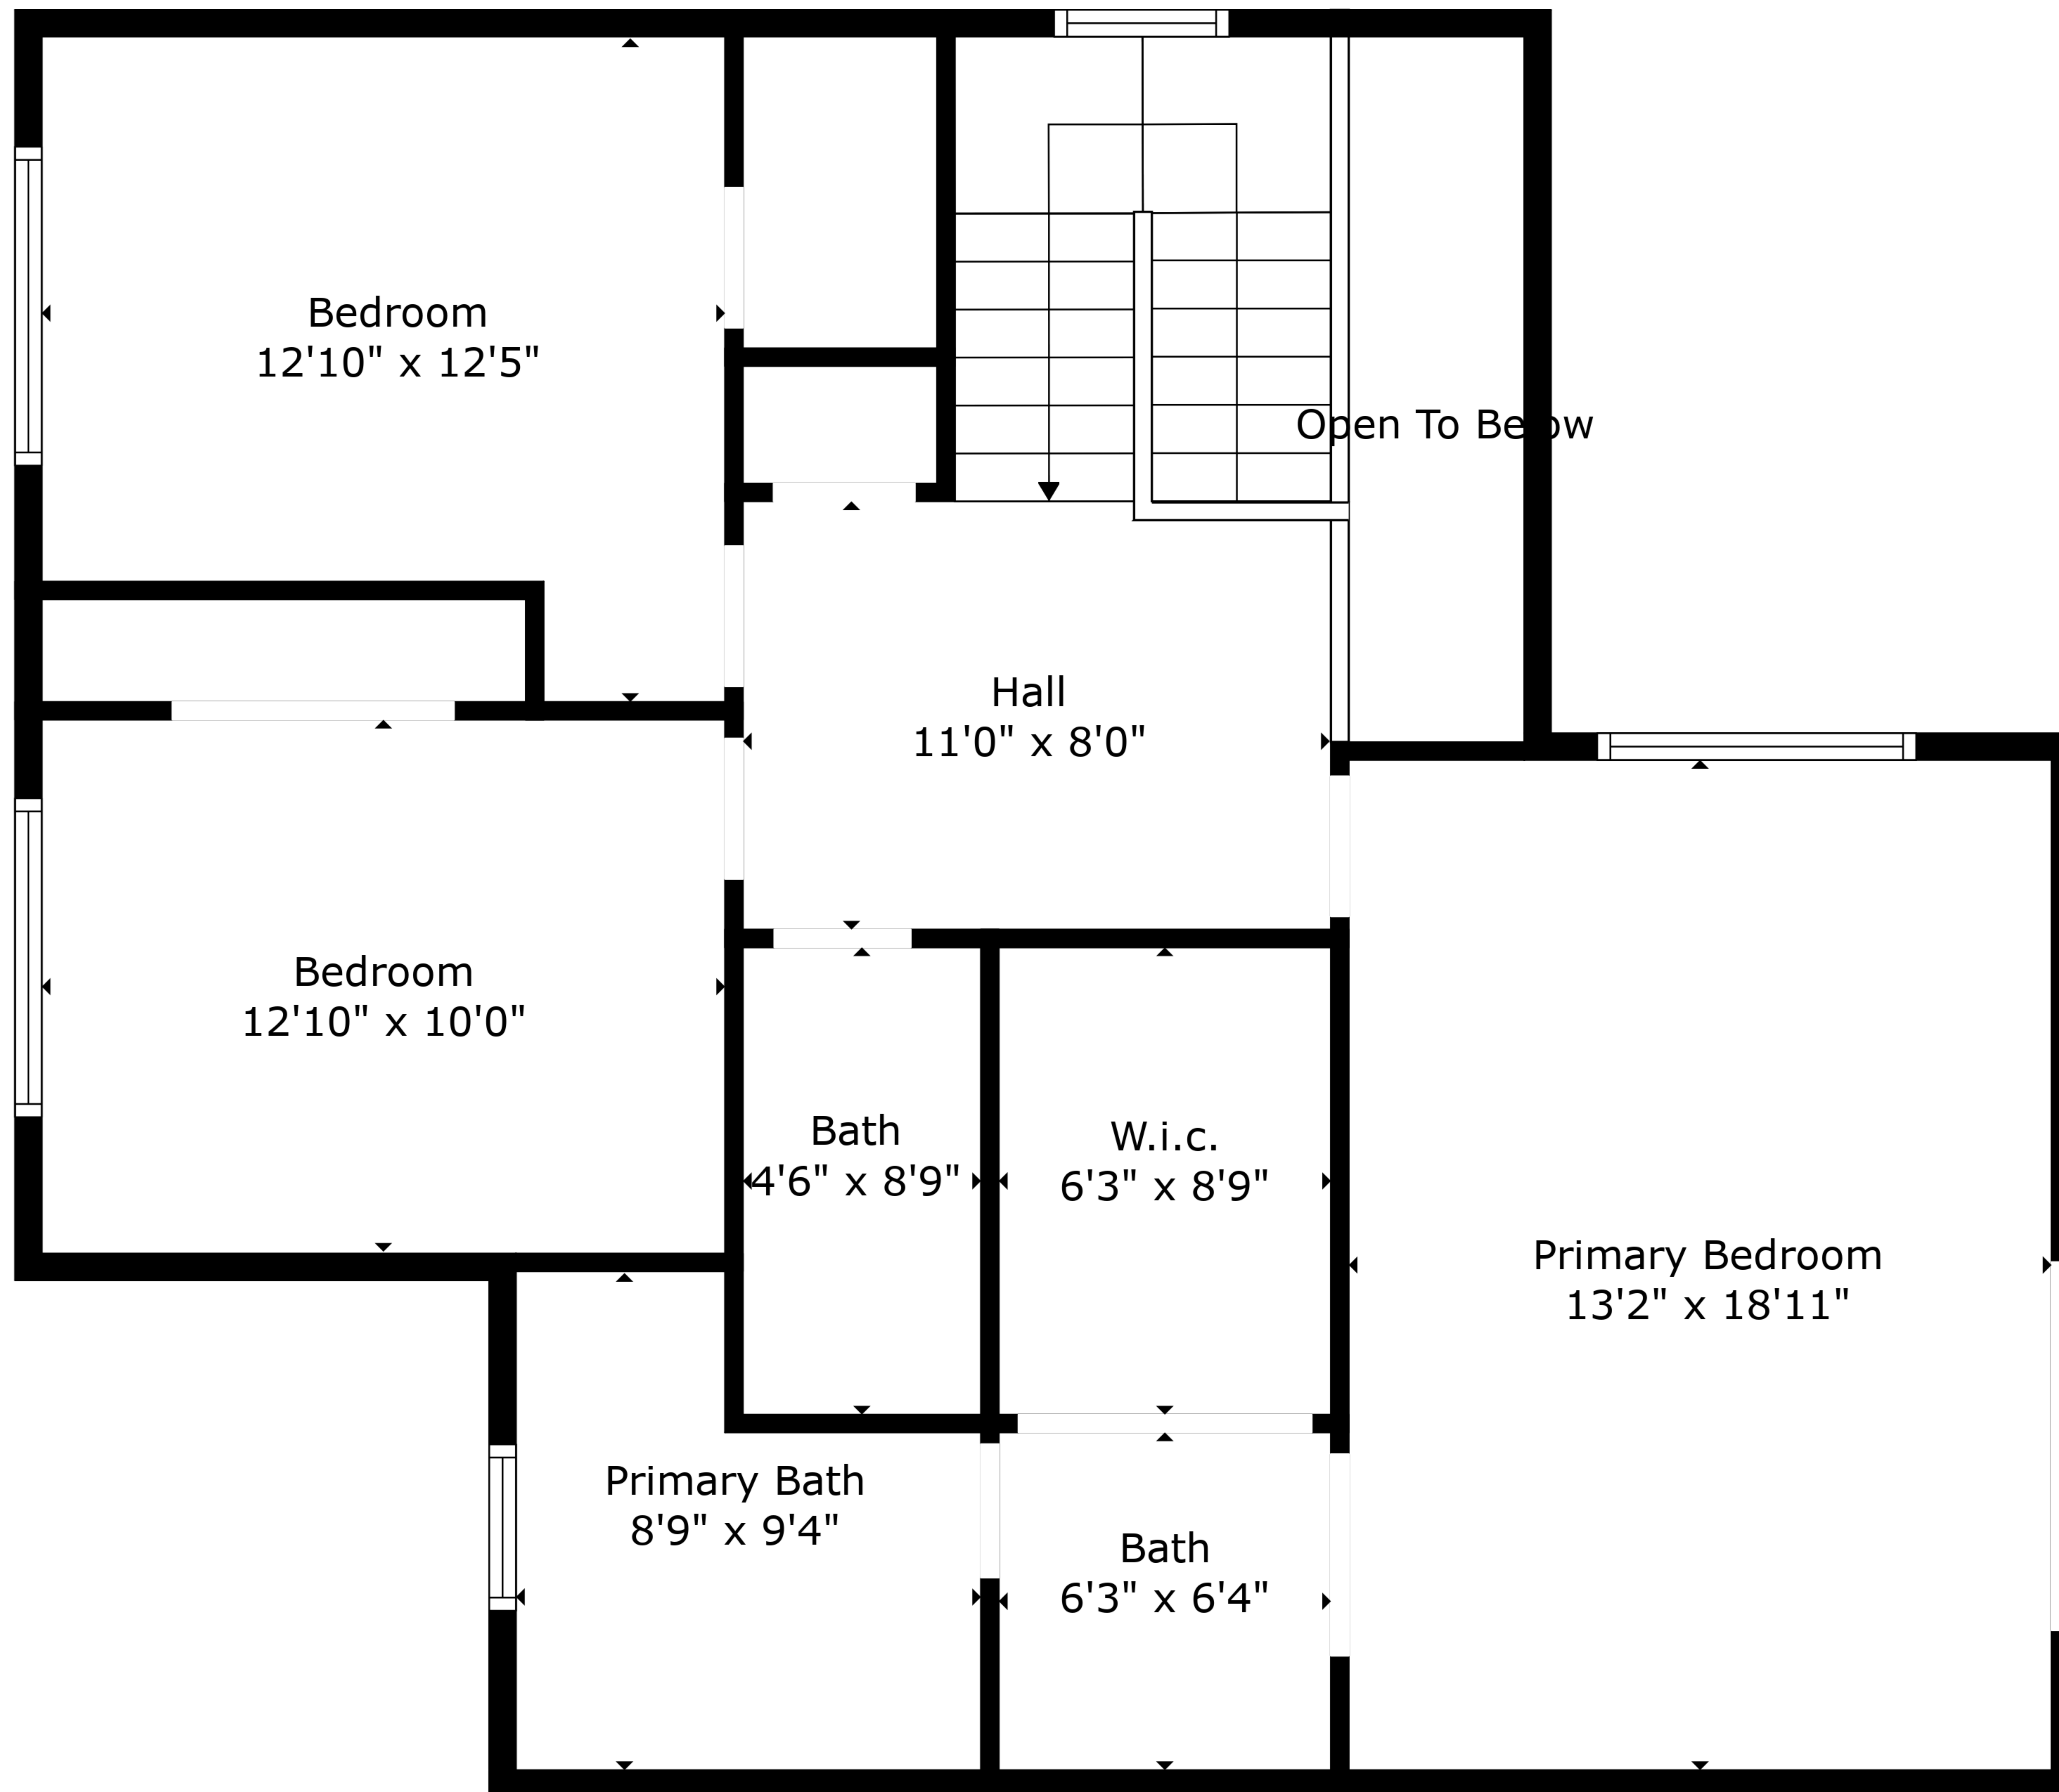 Bedroom
12'10" x 12'5"
Open To Below
Hall
11'0" x 8'0"
Bedroom
12'10" x 10'0"
Bath
4'6" x 8'9"
W.i.c.
6'3" x 8'9"
Primary Bedroom
13'2" x 18'11"
Primary Bath
8'9" x 9'4"
Bath
6'3" x 6'4"